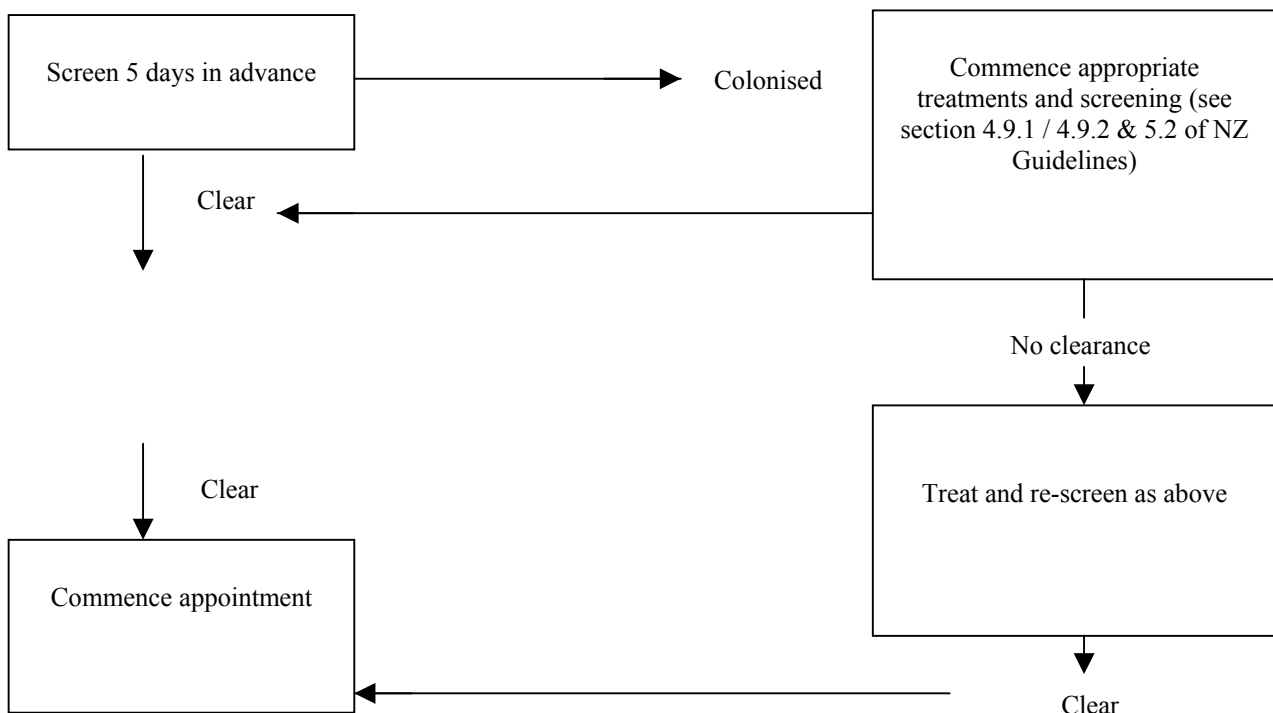 Screen 5 days in advance
Colonised
Commence appropriate
treatments and screening (see
section 4.9.1 / 4.9.2 & 5.2 of NZ
Guidelines)
Clear
No clearance
Clear
Treat and re-screen as above
Commence appointment
Clear